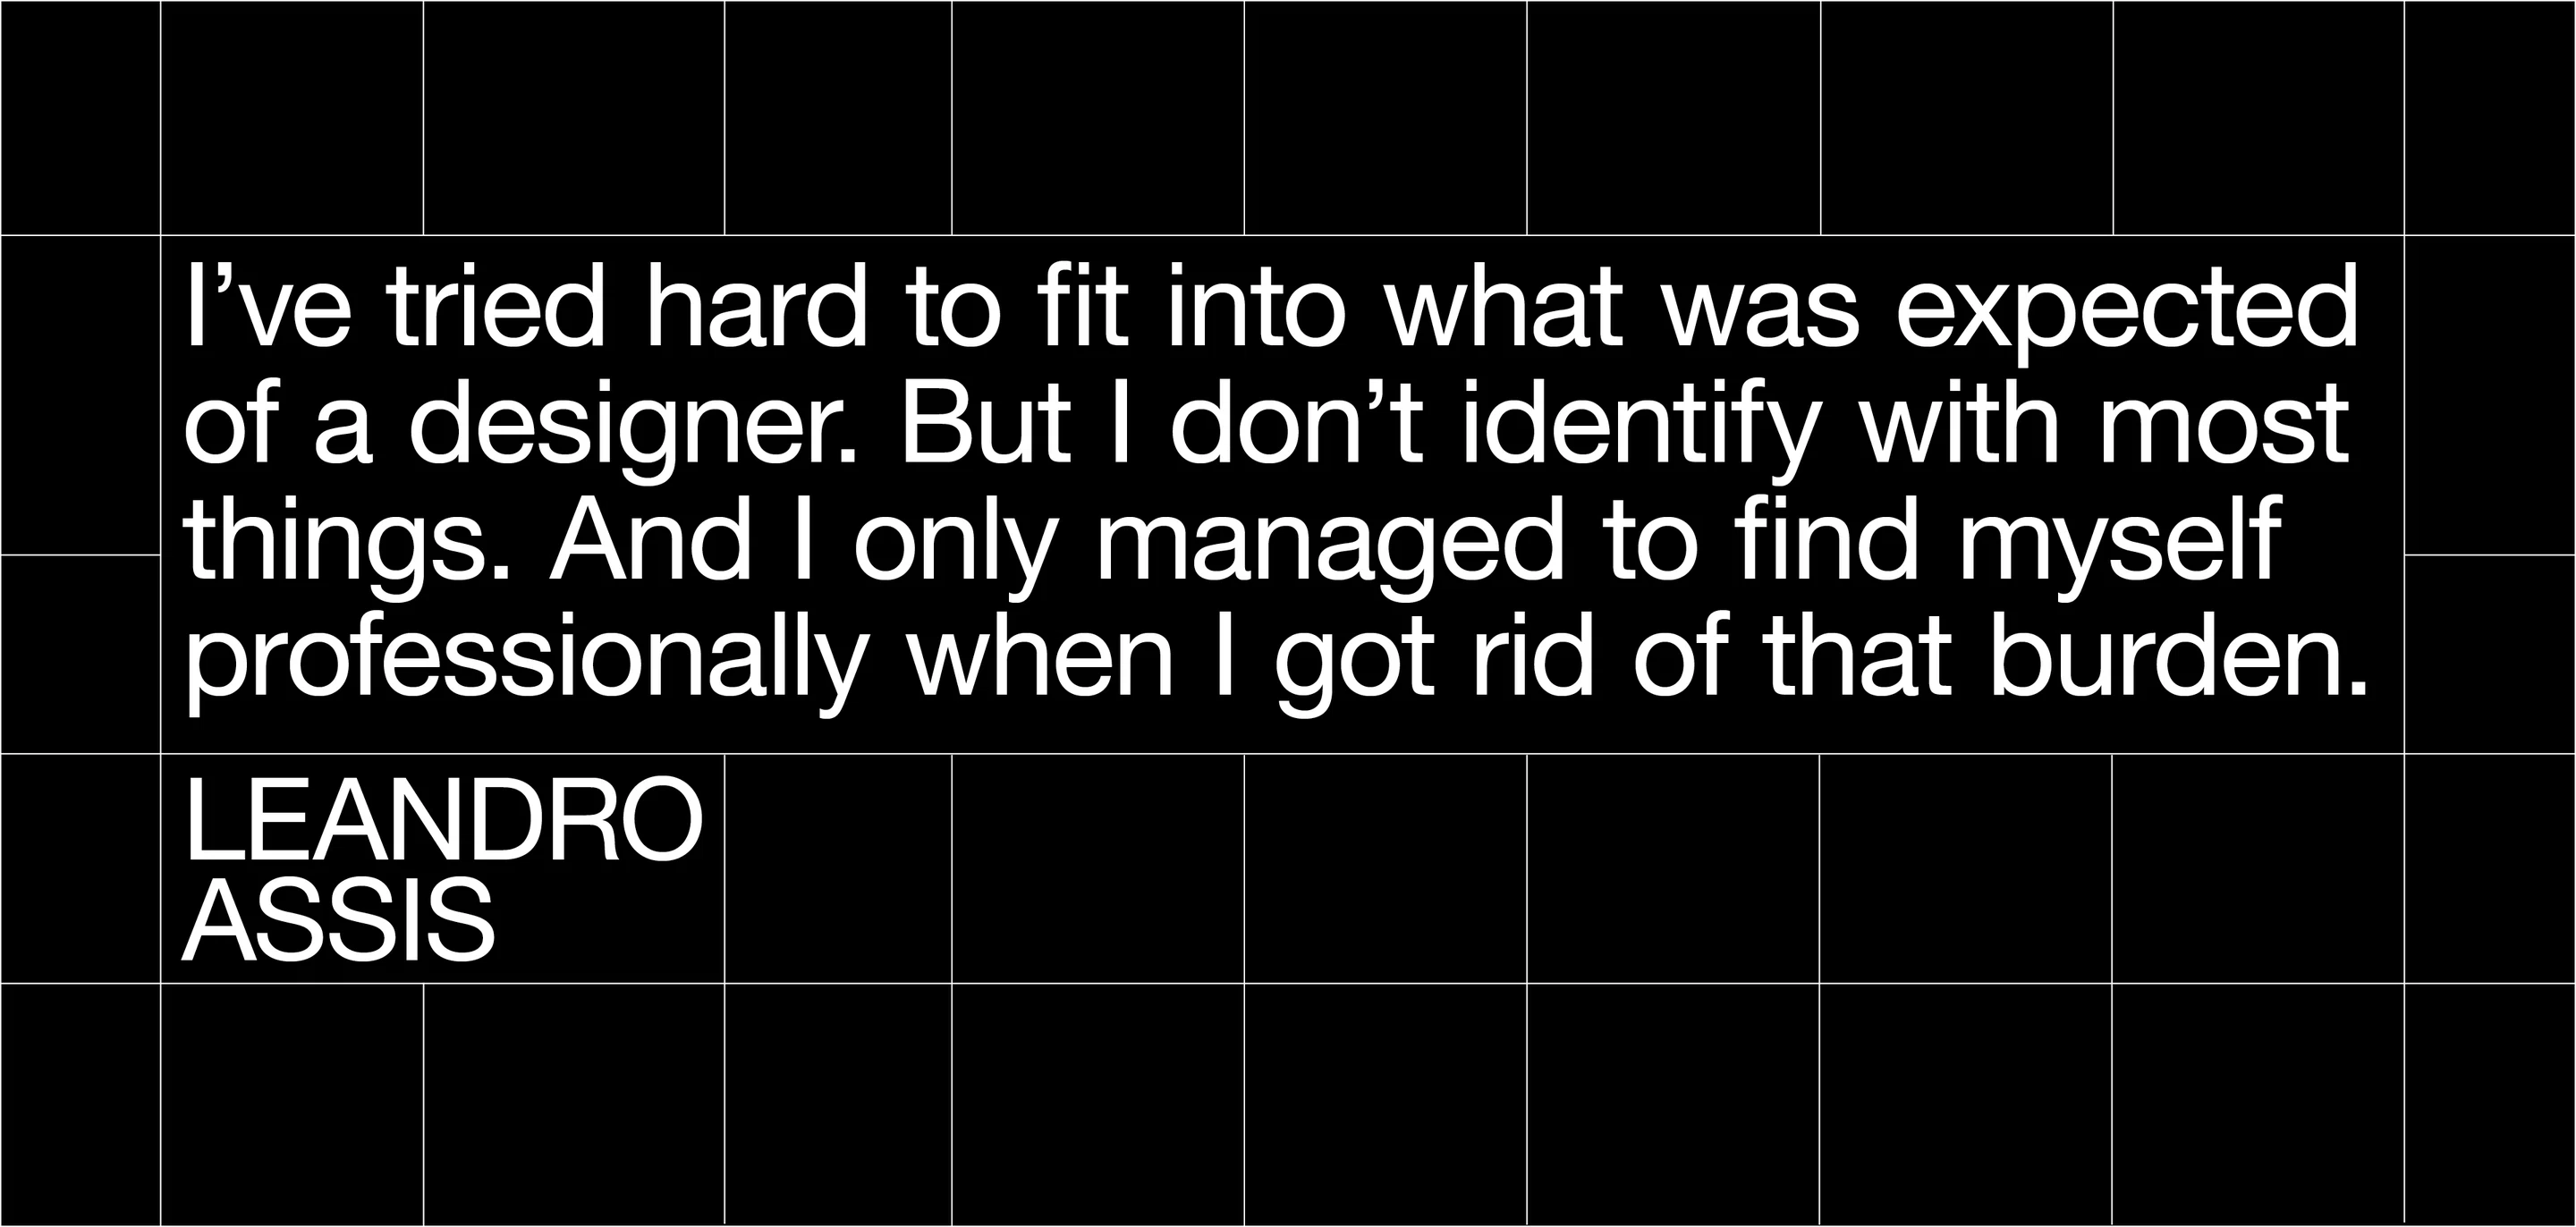 I’ve tried hard to fit into what was expected
of a designer. But I don’t identify with most
things. And I only managed to find myself
professionally when I got rid of that burden.
LEANDRO
ASSIS